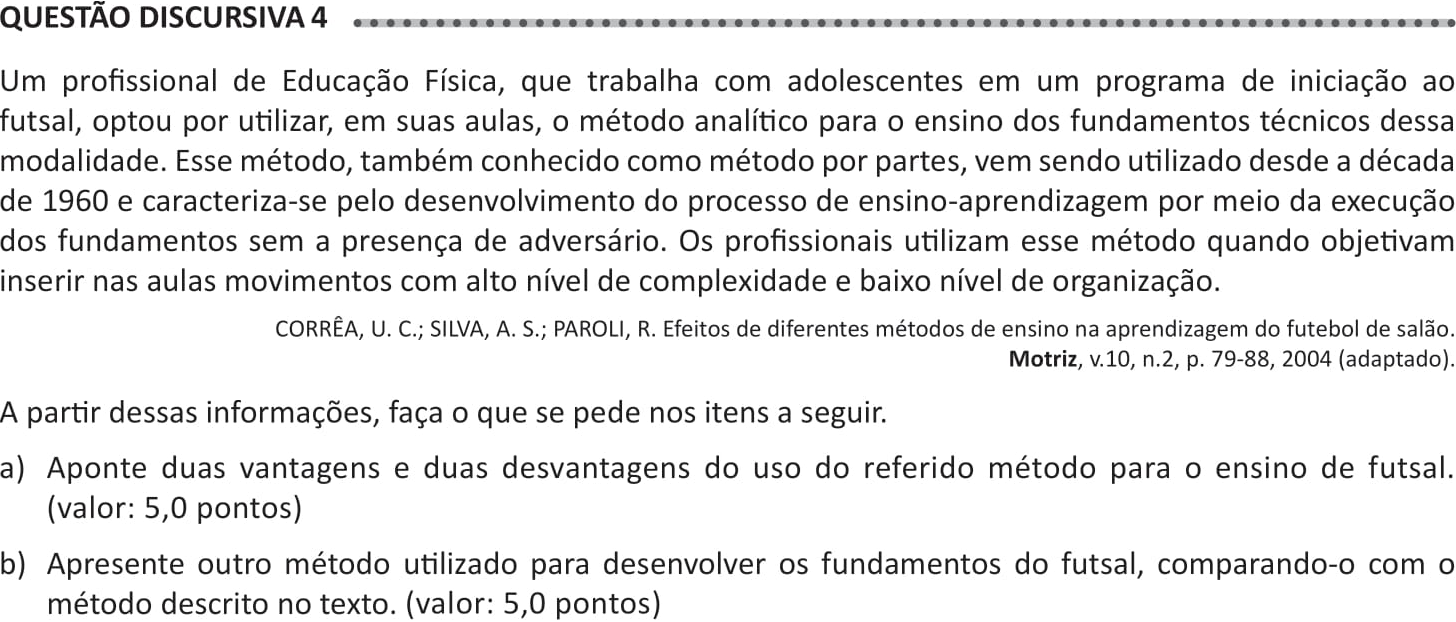 QUESTÃO DISCURSIVA 4
Um profissional de Educação Física, que trabalha com adolescentes em um programa de iniciação ao
futsal, optou por utilizar, em suas aulas, o método analítico para o ensino dos fundamentos técnicos dessa
modalidade. Esse método, também conhecido como método por partes, vem sendo utilizado desde a década
de 1960 e caracteriza-se pelo desenvolvimento do processo de ensino-aprendizagem por meio da execução
dos fundamentos sem a presença de adversário. Os profissionais utilizam esse método quando objetivam
inserir nas aulas movimentos com alto nível de complexidade e baixo nível de organização.
CORRÊA, U. C.; SILVA, A. S.; PAROLI, R. Efeitos de diferentes métodos de ensino na aprendizagem do futebol de salão.
Motriz, v.10, n.2, p. 79-88, 2004 (adaptado).
A partir dessas informações, faça o que se pede nos itens a seguir.
a) Aponte duas vantagens e duas desvantagens do uso do referido método para o ensino de futsal.
(valor: 5,0 pontos)
b) Apresente outro método utilizado para desenvolver os fundamentos do futsal, comparando-o com o
método descrito no texto. (valor: 5,0 pontos)